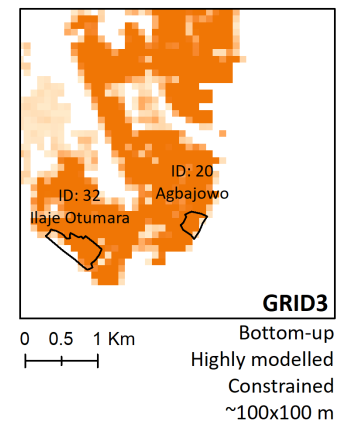 ID: 20
Agbajowo
ID: 32
Ilaje Otumara
GRID3
0 0.5 1 Km
Bottom-up
Highly modelled
Constrained
~100x100 m